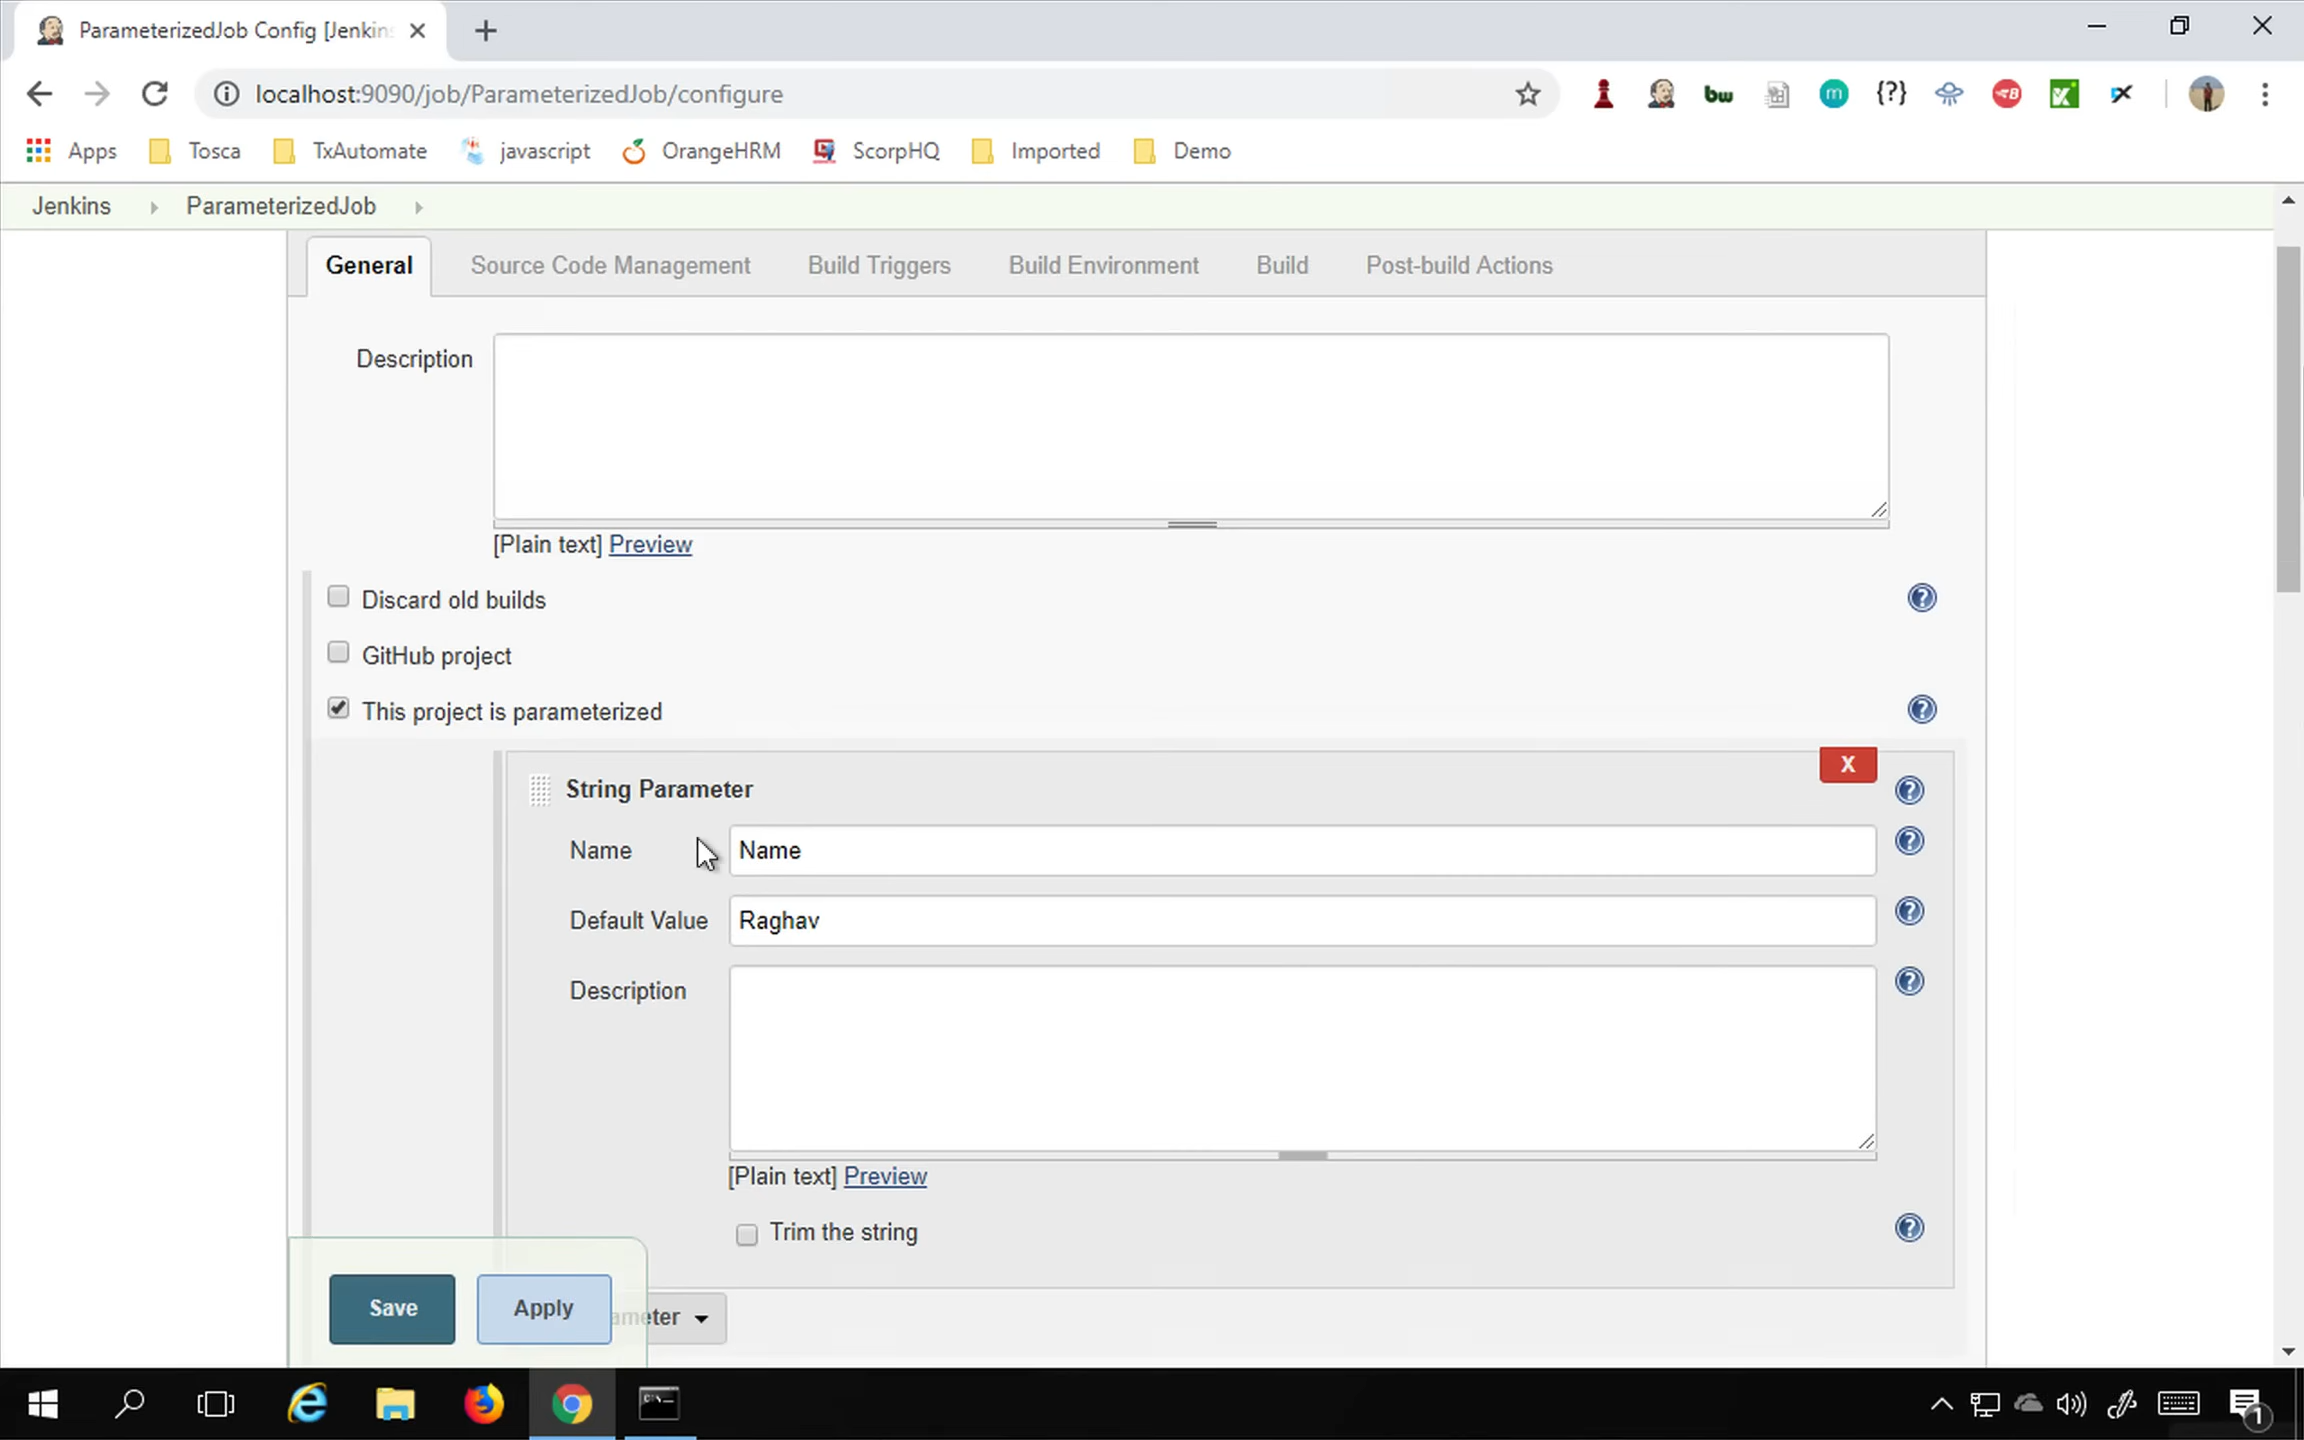 ParameterizedJob Config [Jenkins
localhost:9090/job/ParameterizedJob/configure
Apps Tosca TxAutomate javascript OrangeHRM ScorpHQ Imported Demo
Jenkins ParameterizedJob
General Source Code Management Build Triggers Build Environment Build Post-build Actions
Description
[Plain text] Preview
Discard old builds
GitHub project
This project is parameterized
X
String Parameter
Name Name
Default Value Raghav
Description
[Plain text] Preview
Trim the string
Save Apply ameter